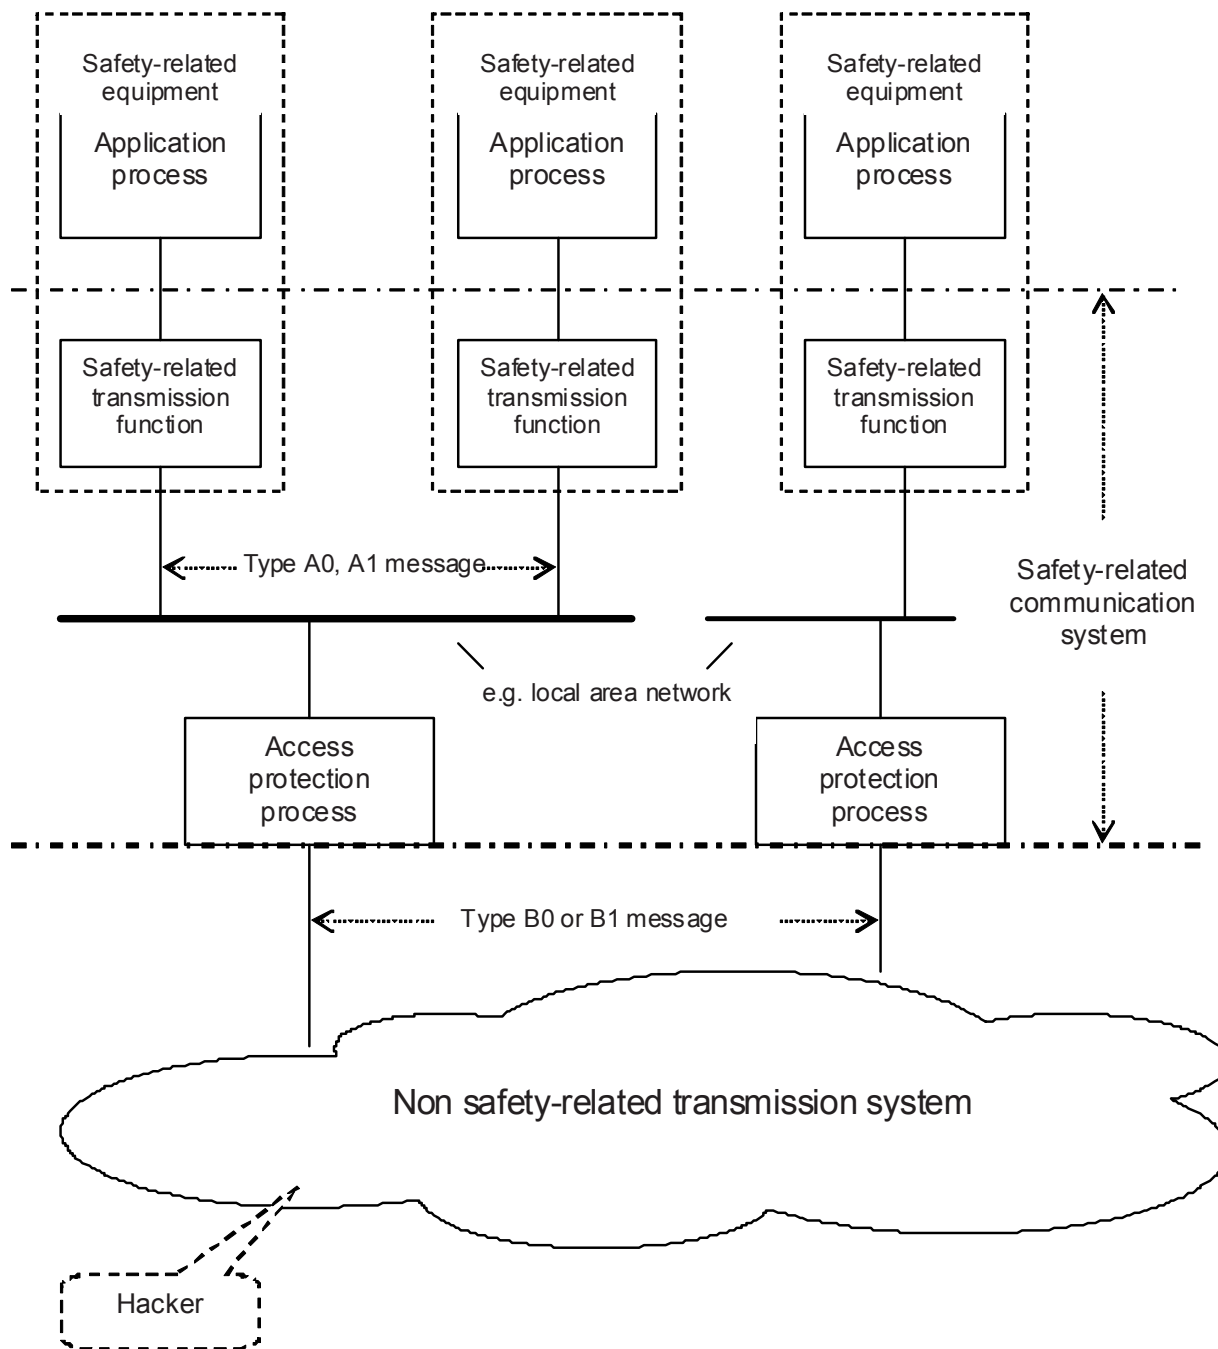 Safety-related
equipment
Application
process
Safety-related
equipment
Application
process
Safety-related
equipment
Application
process
Safety-related
transmission
function
Safety-related
transmission
function
Safety-related
transmission
function
Type A0, A1 message
Safety-related
communication
system
e.g. local area network
Access
protection
process
Access
protection
process
Type B0 or B1 message
Non safety-related transmission system
Hacker